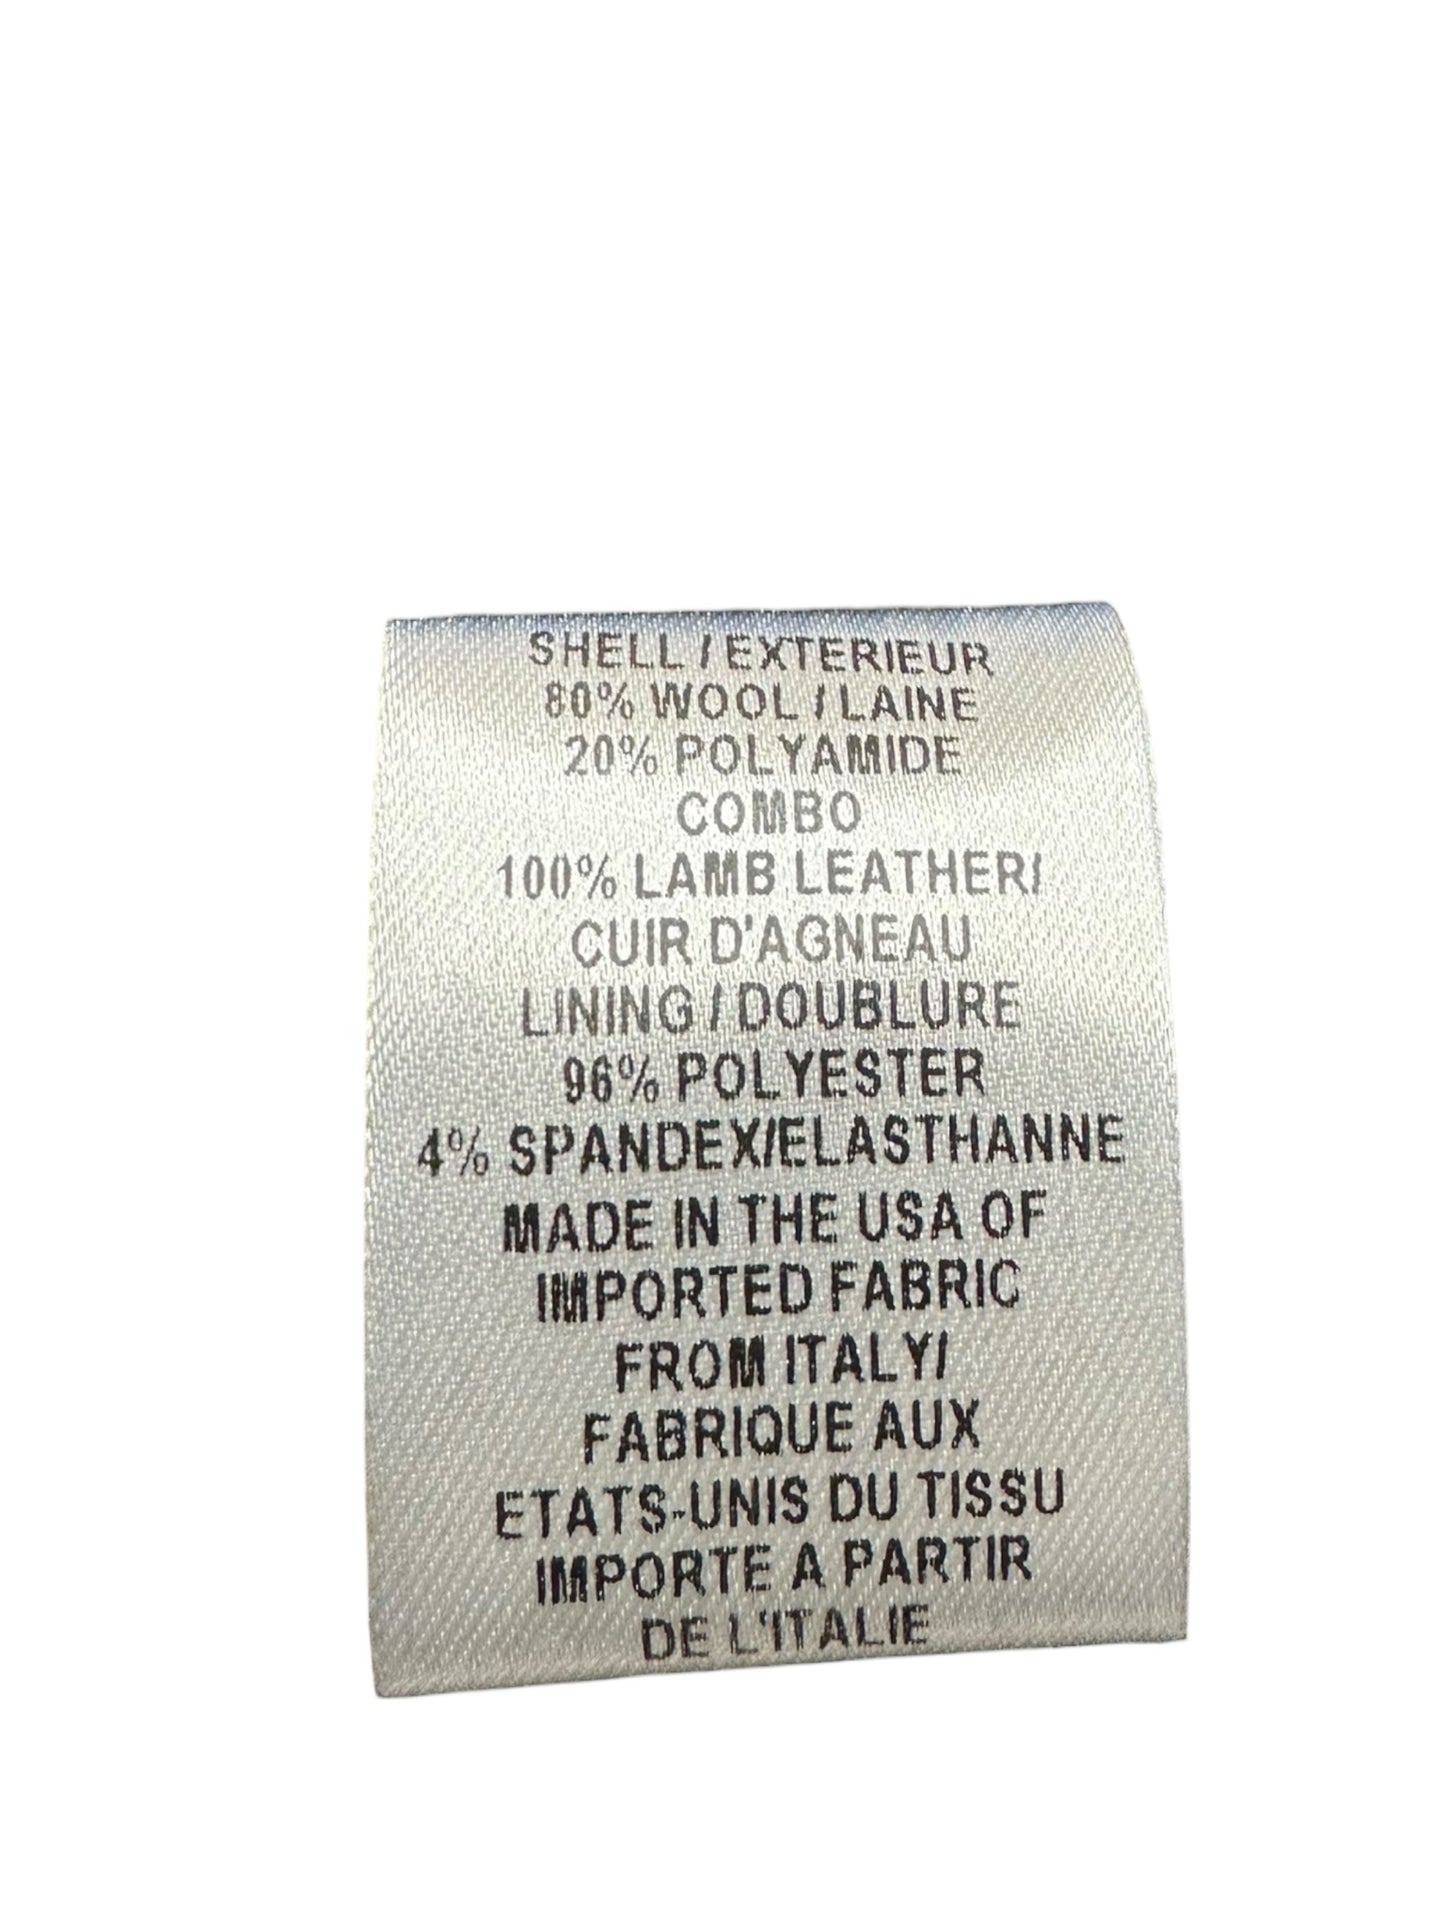 SHELL / EXTERIEUR
80% WOOL / LAINE
20% POLYAMIDE
COMBO
100% LAMB LEATHER/
CUIR D'AGNEAU
LINING / DOUBLURE
96% POLYESTER
4% SPANDEX/ELASTHANNE
MADE IN THE USA OF
IMPORTED FABRIC
FROM ITALY/
FABRIQUE AUX
ETATS-UNIS DU TISSU
IMPORTE A PARTIR
DE L'ITALIE